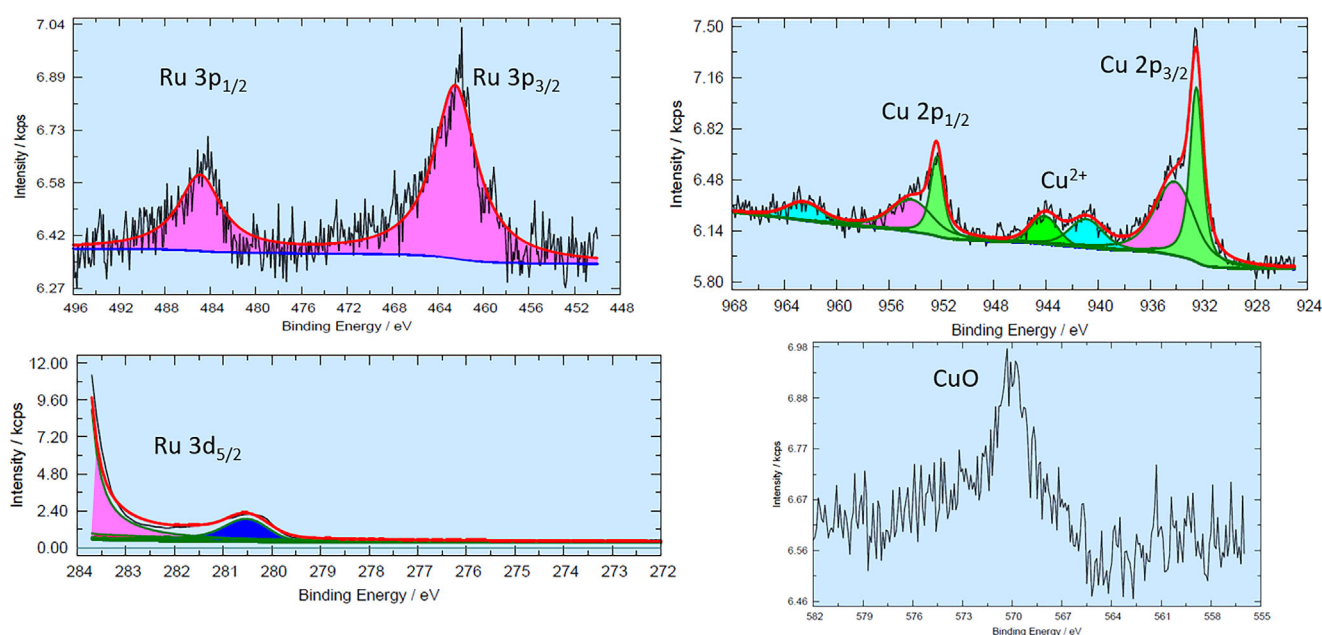 7.04
6.89
6.73
6.58
6.42
6.27
Intensity / kcps
Ru 3p1/2
Ru 3p3/2
496 492 488 484 480 476 472 468 464 460 456 452 448
Binding Energy / eV
7.50
7.16
6.82
6.48
6.14
5.80
Intensity / kcps
Cu 2p1/2
Cu2+
Cu 2p3/2
968 964 960 956 952 948 944 940 936 932 928 924
Binding Energy / eV
12.00
9.60
7.20
4.80
2.40
0.00
Intensity / kcps
Ru 3d5/2
284 283 282 281 280 279 278 277 276 275 274 273 272
Binding Energy / eV
6.98
6.88
6.77
6.67
6.56
6.46
Intensity / kcps
CuO
582 579 576 573 570 567 564 561 558 555
Binding Energy / eV